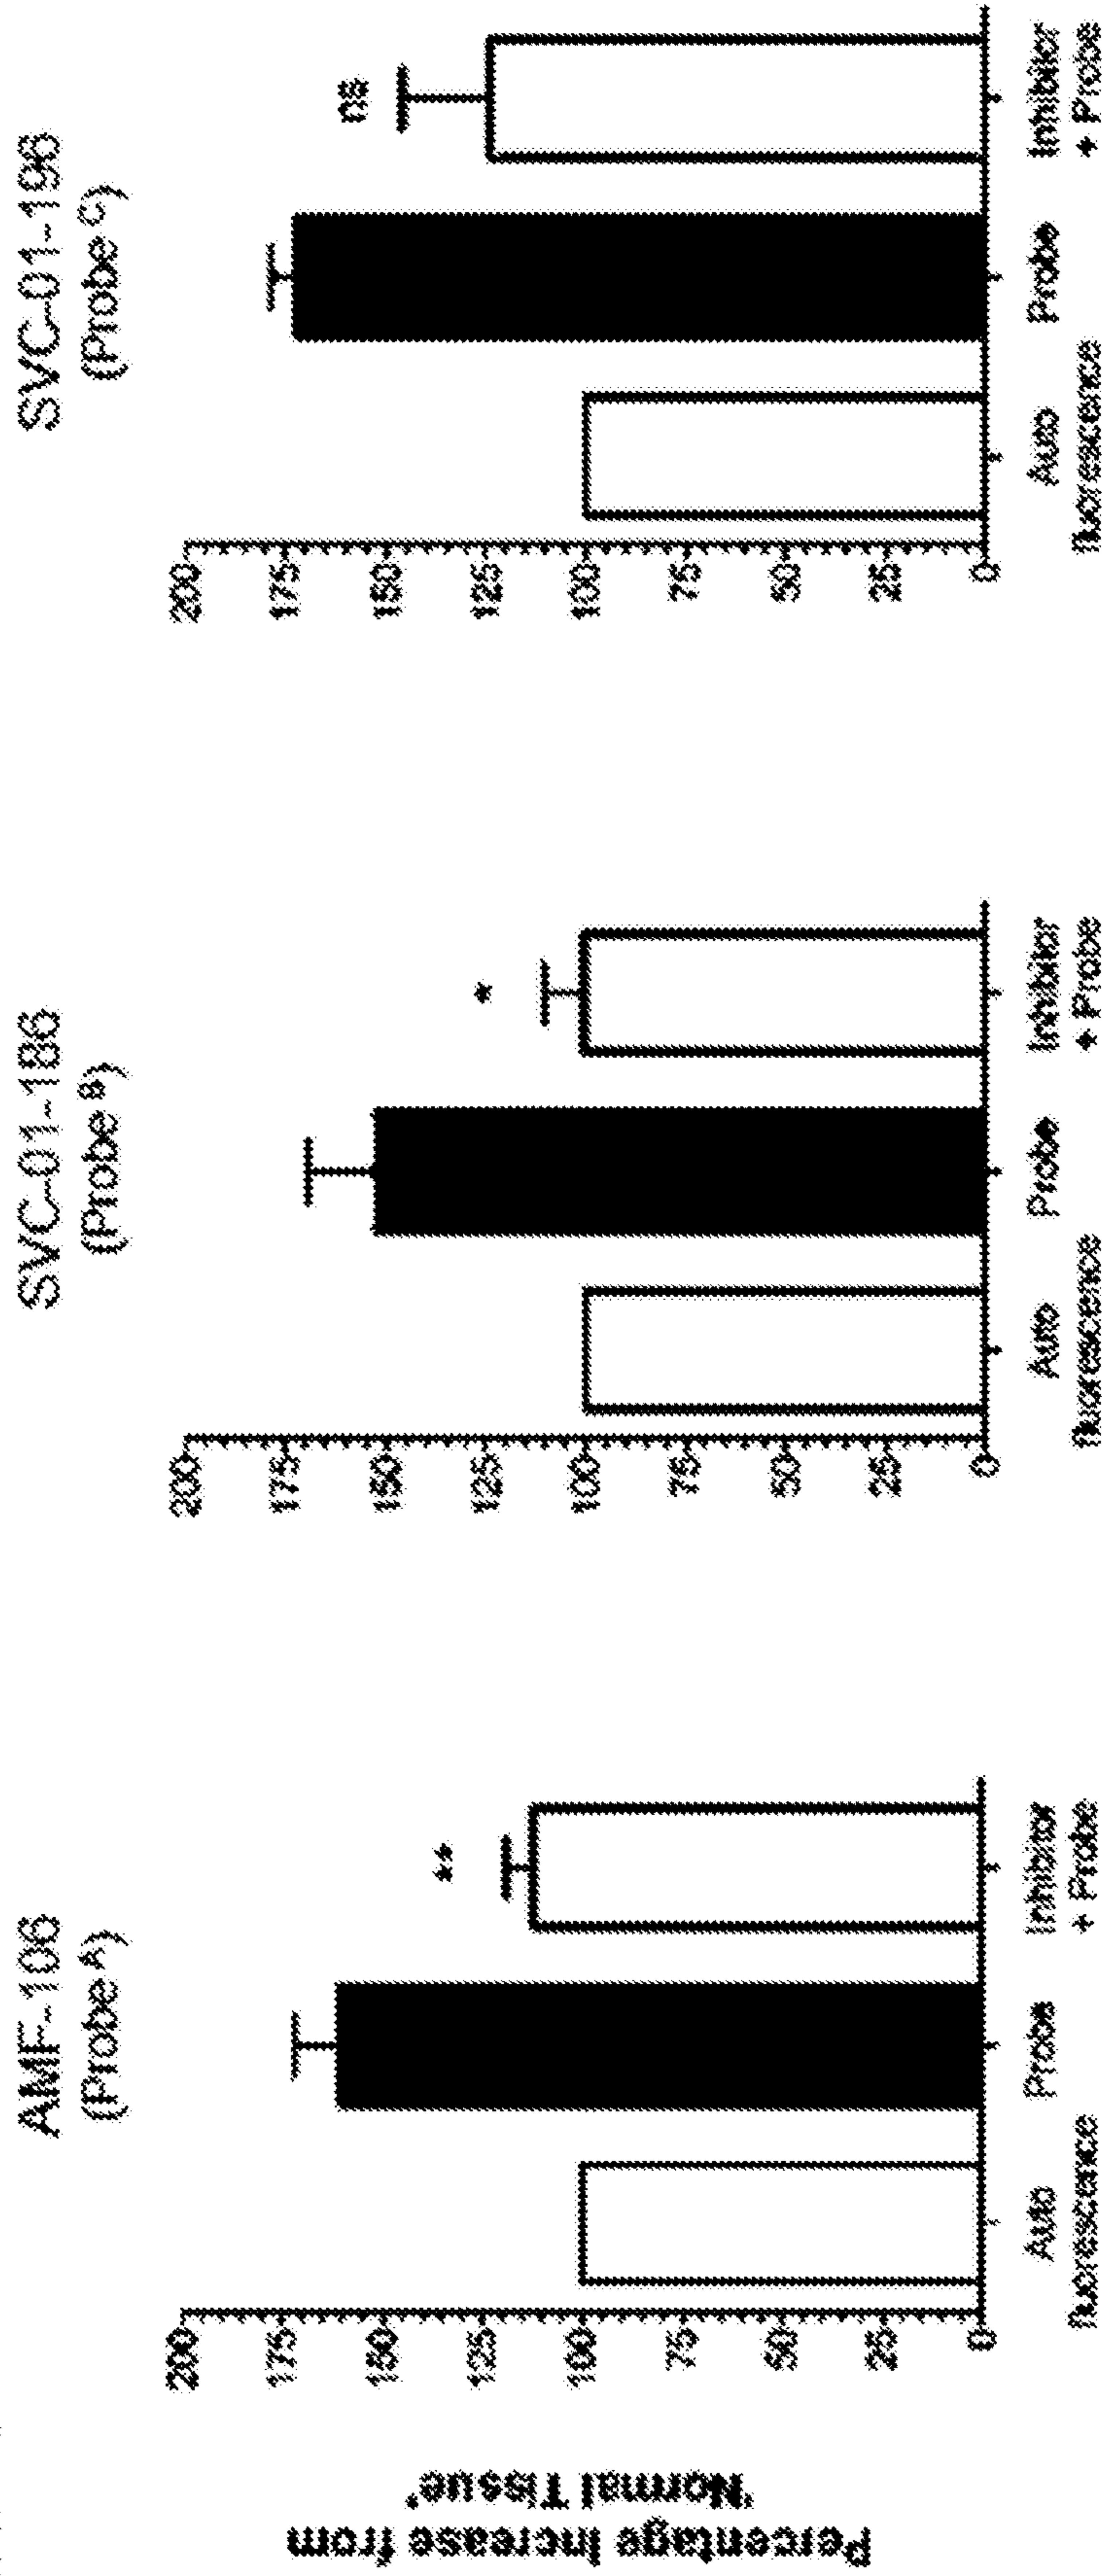 Percentage Increase from
'Normal Tissue'
AMF-106
(Probe A)
200
175
150
125
100
75
50
25
0
**
Auto
fluorescence
Probe
Inhibitor
+ Probe
SVC-01-186
(Probe B)
200
175
150
125
100
75
50
25
0
*
Auto
fluorescence
Probe
Inhibitor
+ Probe
SVC-01-196
(Probe C)
200
175
150
125
100
75
50
25
0
ns
Auto
fluorescence
Probe
Inhibitor
+ Probe